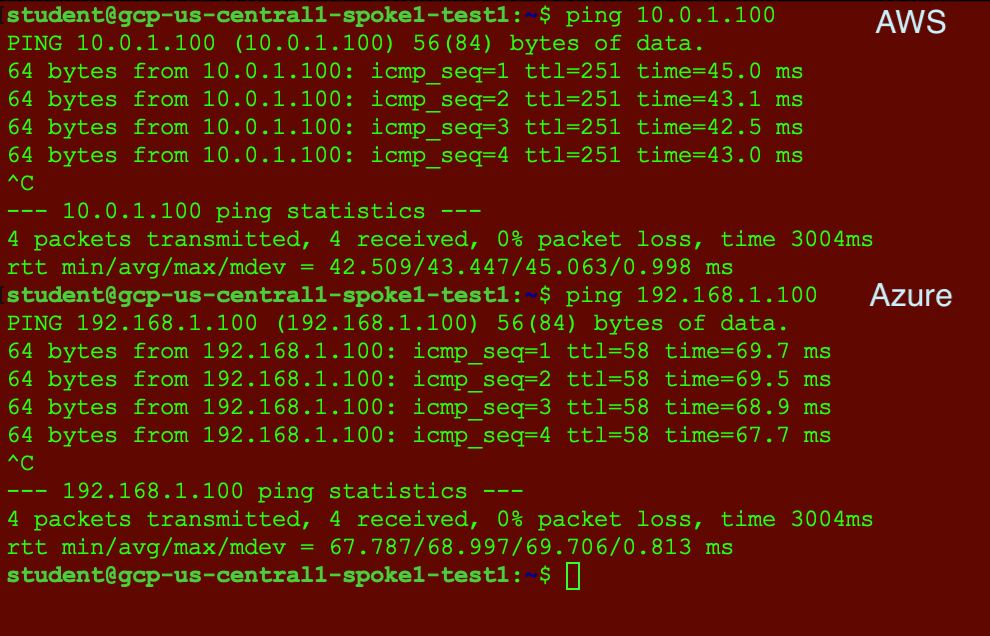 student@gcp-us-central1-spoke1-test1:~$ ping 10.0.1.100 AWS
PING 10.0.1.100 (10.0.1.100) 56(84) bytes of data.
64 bytes from 10.0.1.100: icmp_seq=1 ttl=251 time=45.0 ms
64 bytes from 10.0.1.100: icmp_seq=2 ttl=251 time=43.1 ms
64 bytes from 10.0.1.100: icmp_seq=3 ttl=251 time=42.5 ms
64 bytes from 10.0.1.100: icmp_seq=4 ttl=251 time=43.0 ms
^C
--- 10.0.1.100 ping statistics ---
4 packets transmitted, 4 received, 0% packet loss, time 3004ms
rtt min/avg/max/mdev = 42.509/43.447/45.063/0.998 ms
student@gcp-us-central1-spoke1-test1:~$ ping 192.168.1.100 Azure
PING 192.168.1.100 (192.168.1.100) 56(84) bytes of data.
64 bytes from 192.168.1.100: icmp_seq=1 ttl=58 time=69.7 ms
64 bytes from 192.168.1.100: icmp_seq=2 ttl=58 time=69.5 ms
64 bytes from 192.168.1.100: icmp_seq=3 ttl=58 time=68.9 ms
64 bytes from 192.168.1.100: icmp_seq=4 ttl=58 time=67.7 ms
^C
--- 192.168.1.100 ping statistics ---
4 packets transmitted, 4 received, 0% packet loss, time 3004ms
rtt min/avg/max/mdev = 67.787/68.997/69.706/0.813 ms
student@gcp-us-central1-spoke1-test1:~$